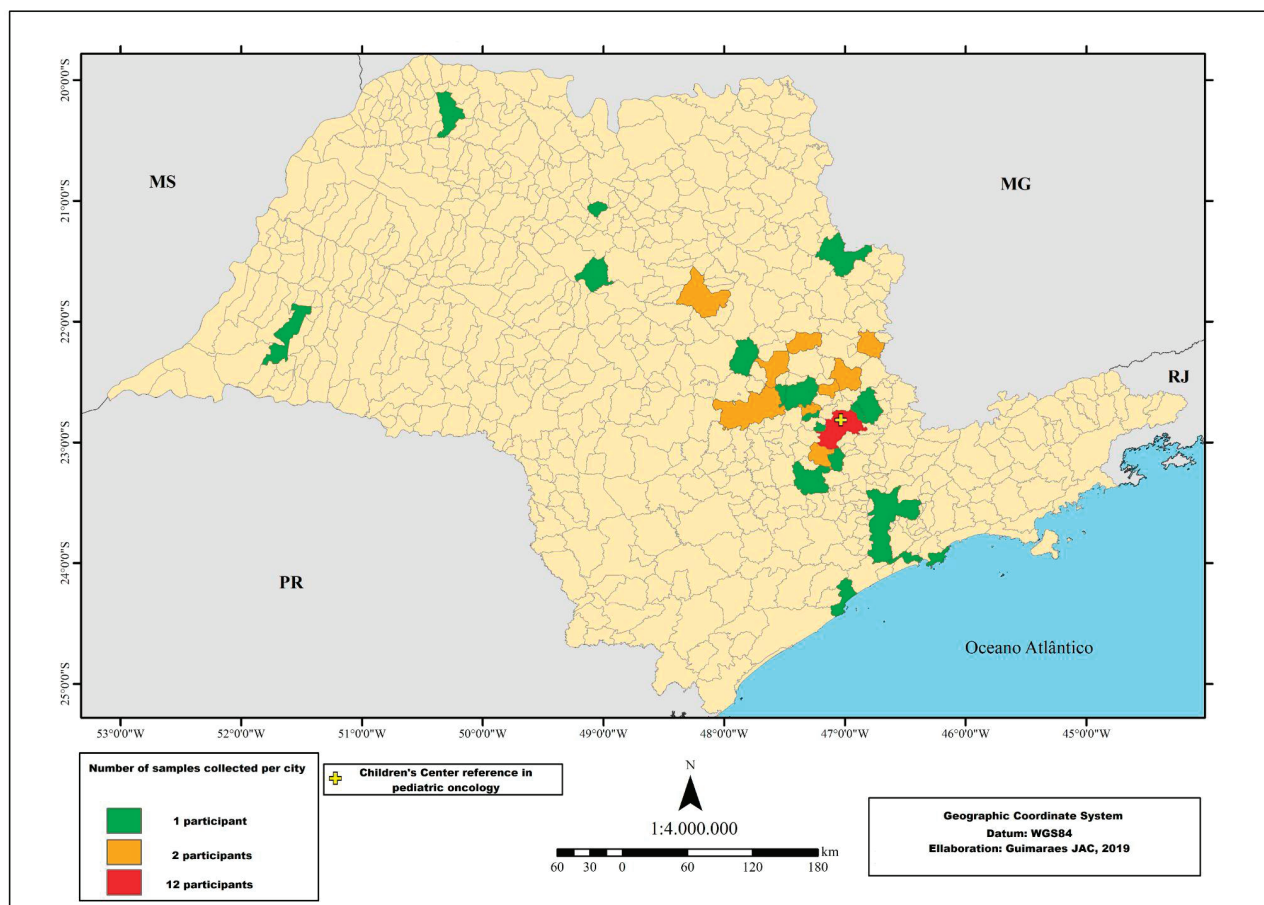 20°0'0"S
21°0'0"S
22°0'0"S
23°0'0"S
24°0'0"S
25°0'0"S
MS
MG
RJ
PR
Oceano Atlântico
53°0'0"W 52°0'0"W 51°0'0"W 50°0'0"W 49°0'0"W 48°0'0"W 47°0'0"W 46°0'0"W 45°0'0"W
Number of samples collected per city
1 participant
2 participants
12 participants
Children's Center reference in
pediatric oncology
N
1:4.000.000
km
60 30 0 60 120 180
Geographic Coordinate System
Datum: WGS84
Ellaboration: Guimaraes JAC, 2019